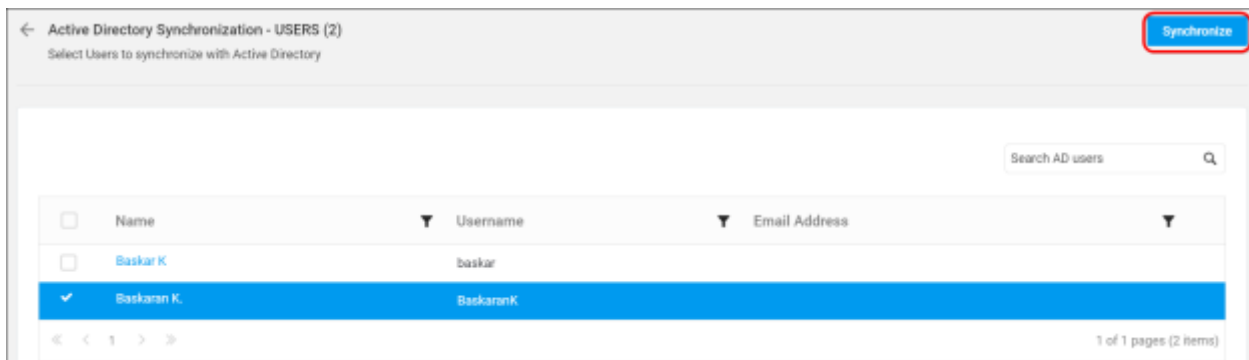 Active Directory Synchronization - USERS (2)
Synchronize
Select Users to synchronize with Active Directory
Search AD users
Name Username Email Address
Baskar K baskar
Baskaran K. BaskaranK
« < 1 > » 1 of 1 pages (2 items)